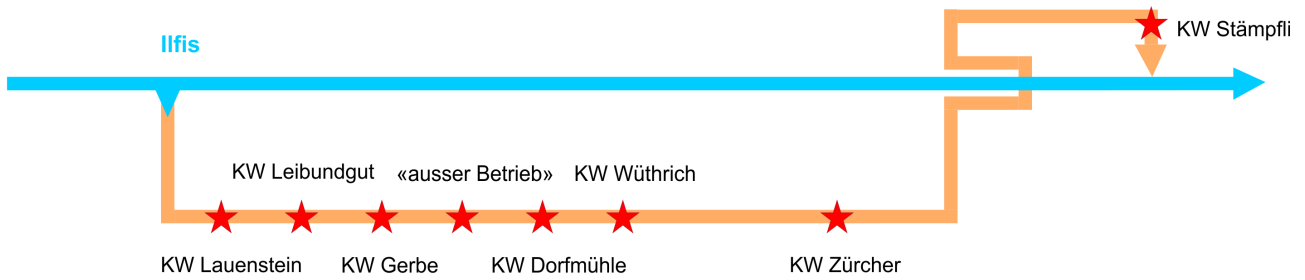 Ilfis
KW Stämpfli
KW Leibundgut
«ausser Betrieb»
KW Wüthrich
KW Lauenstein
KW Gerbe
KW Dorfmühle
KW Zürcher